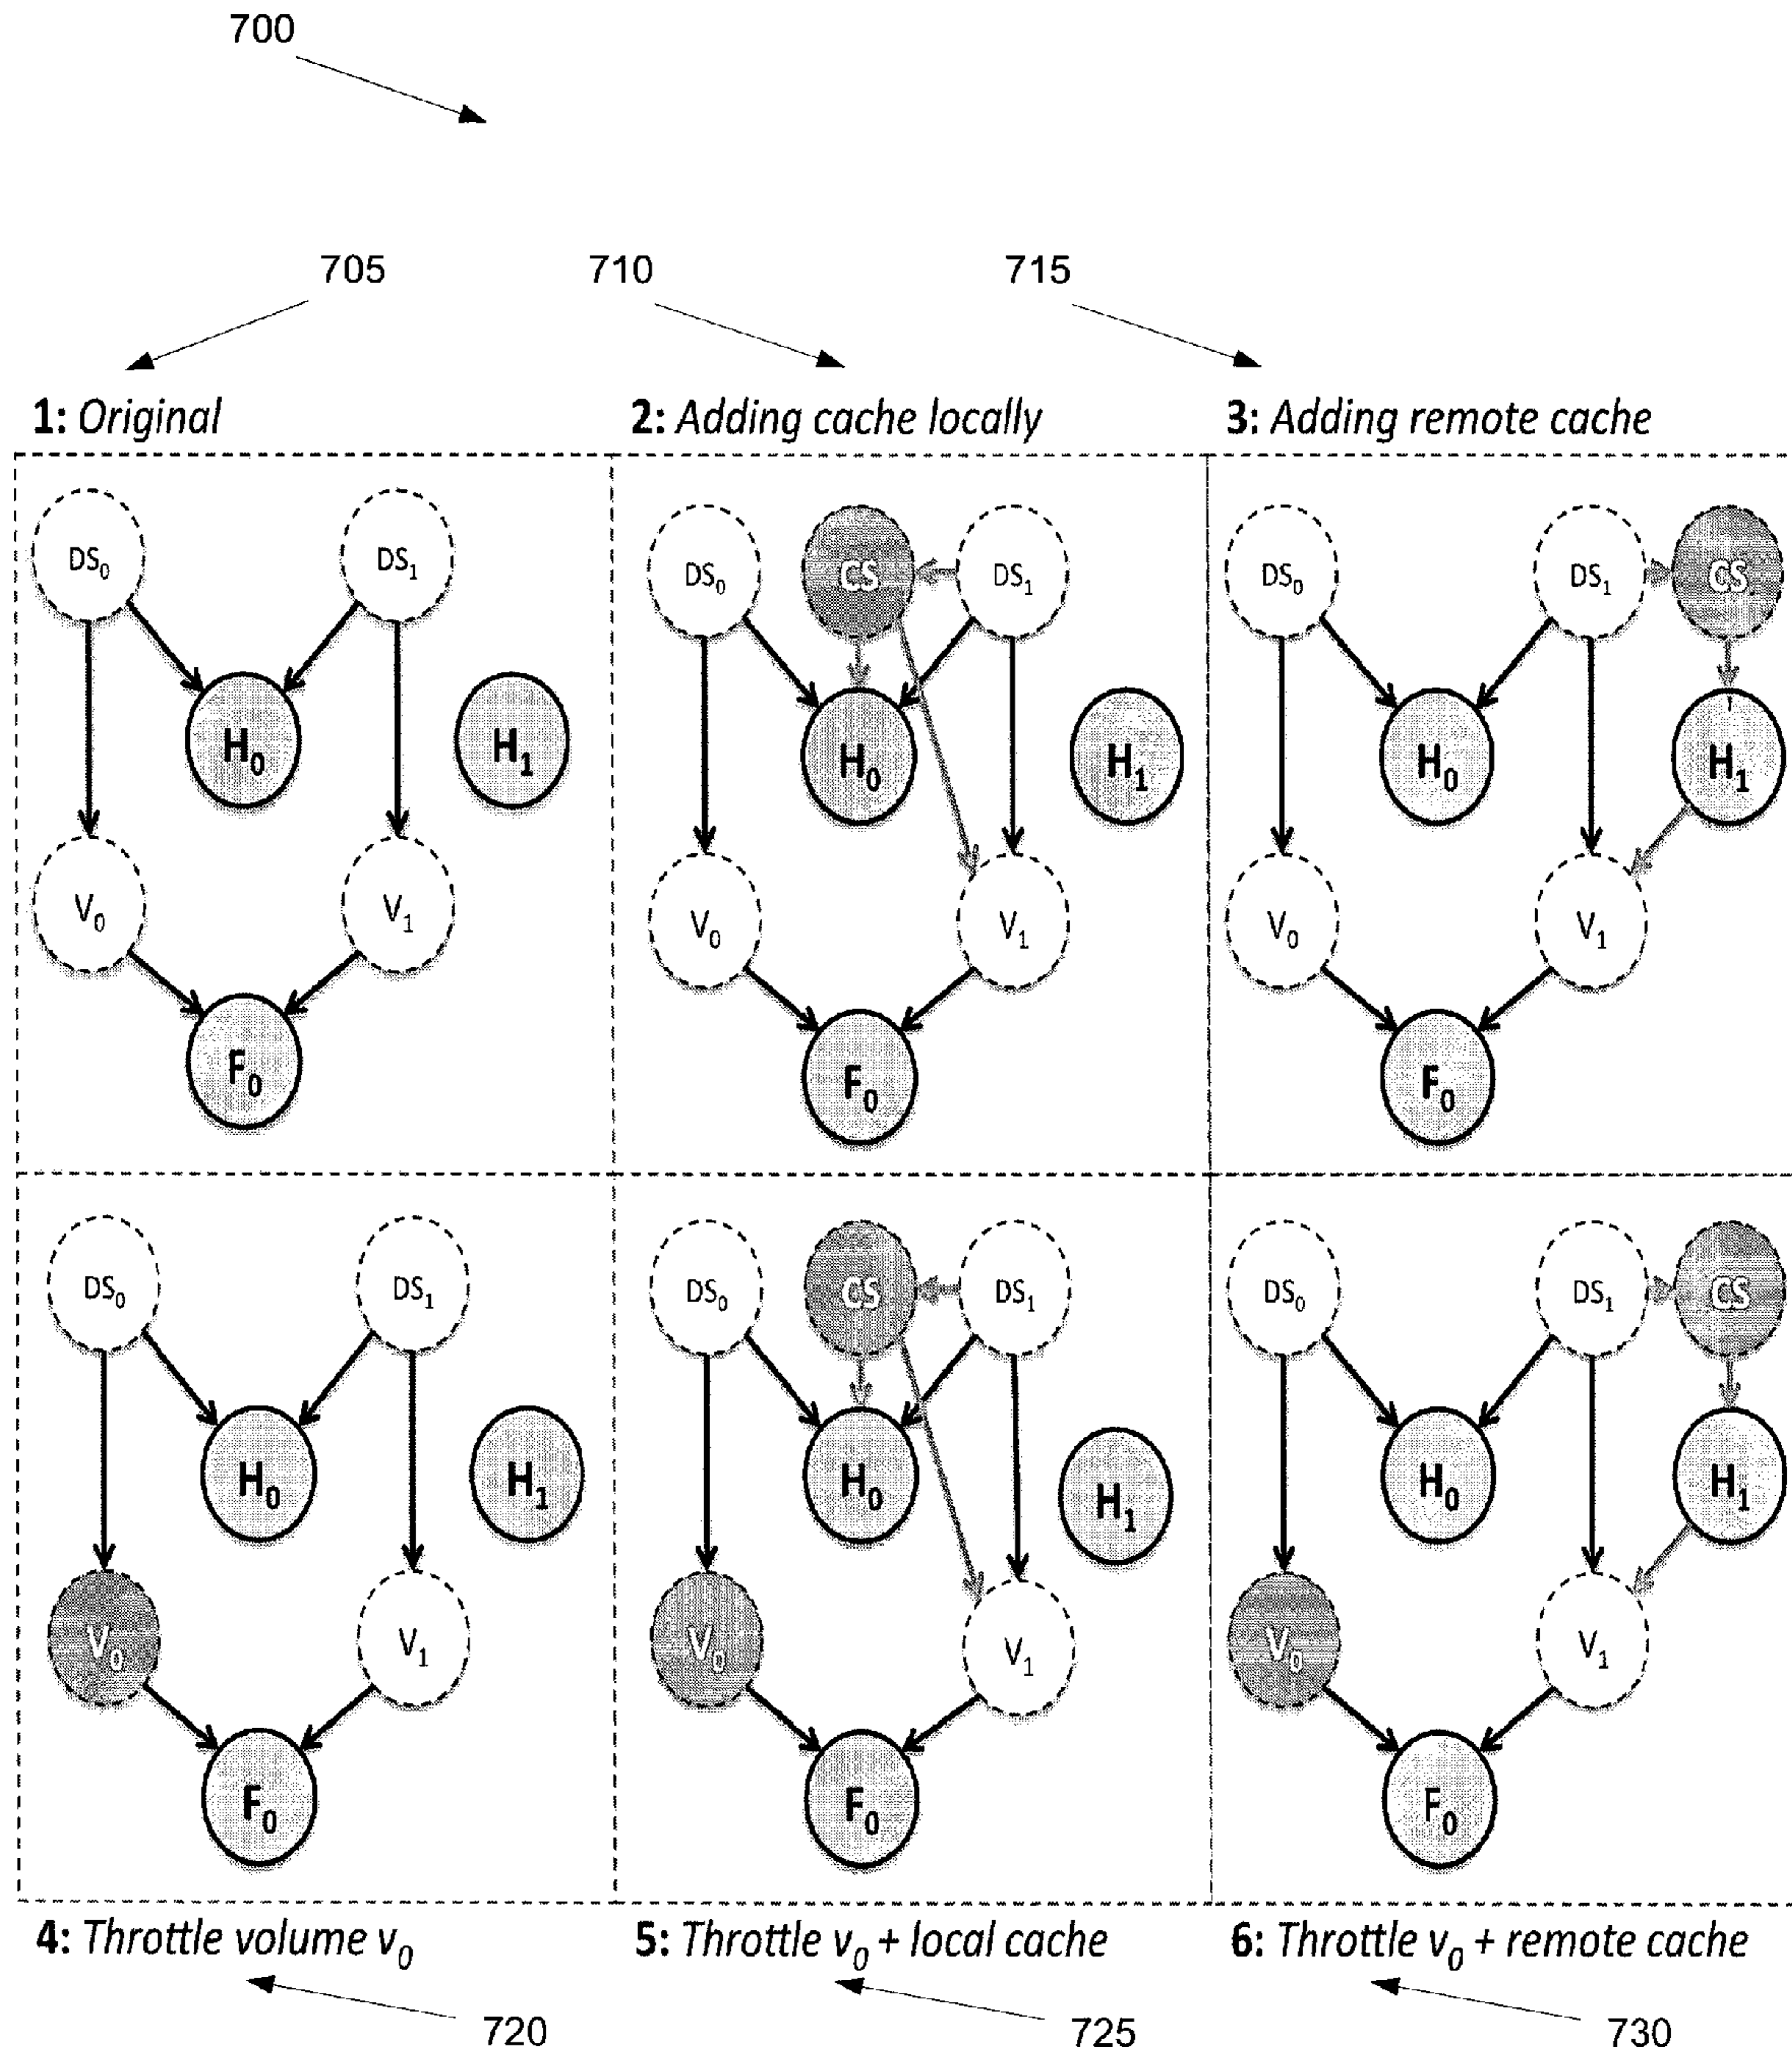 700
705 710 715
1: Original 2: Adding cache locally 3: Adding remote cache
DS₀ DS₁
H₀ H₁
V₀ V₁
F₀
DS₀ CS DS₁
H₀ H₁
V₀ V₁
F₀
DS₀ DS₁ CS
H₀ H₁
V₀ V₁
F₀
DS₀ DS₁
H₀ H₁
V₀ V₁
F₀
DS₀ CS DS₁
H₀ H₁
V₀ V₁
F₀
DS₀ DS₁ CS
H₀ H₁
V₀ V₁
F₀
4: Throttle volume v₀ 5: Throttle v₀ + local cache 6: Throttle v₀ + remote cache
720 725 730